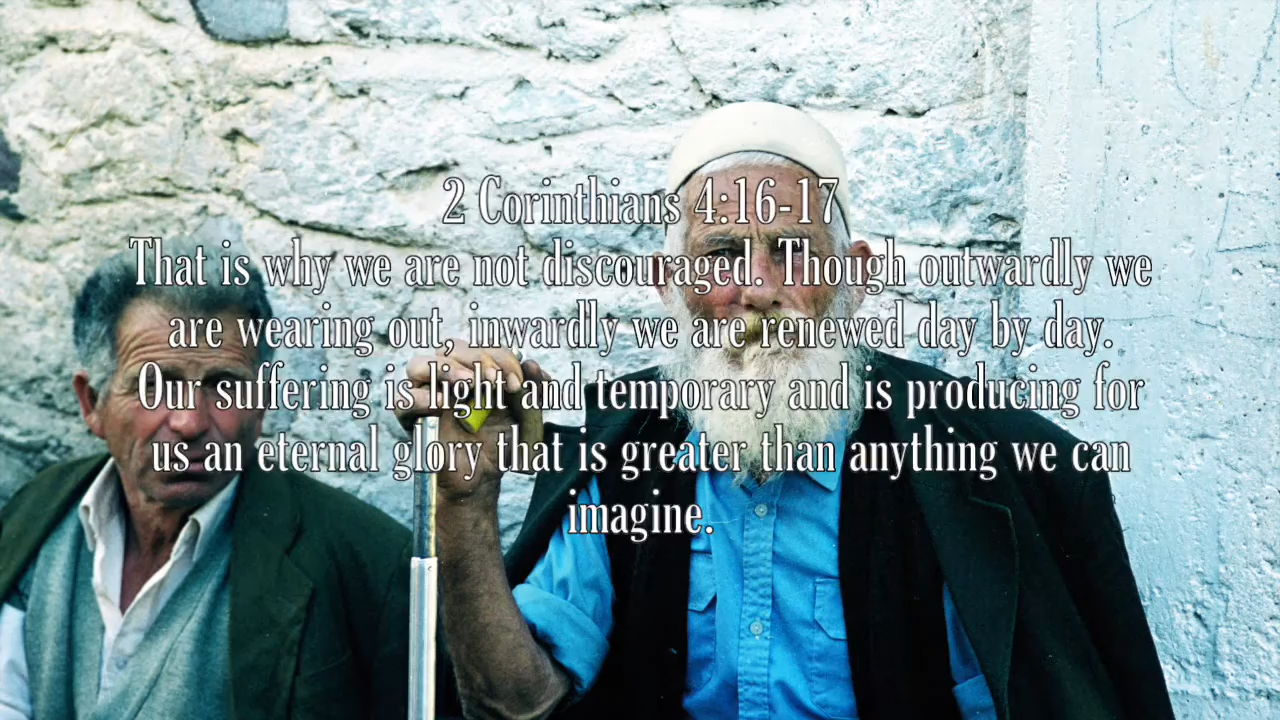 2 Corinthians 4:16-17
That is why we are not discouraged. Though outwardly we
are wearing out, inwardly we are renewed day by day.
Our suffering is light and temporary and is producing for
us an eternal glory that is greater than anything we can
imagine.